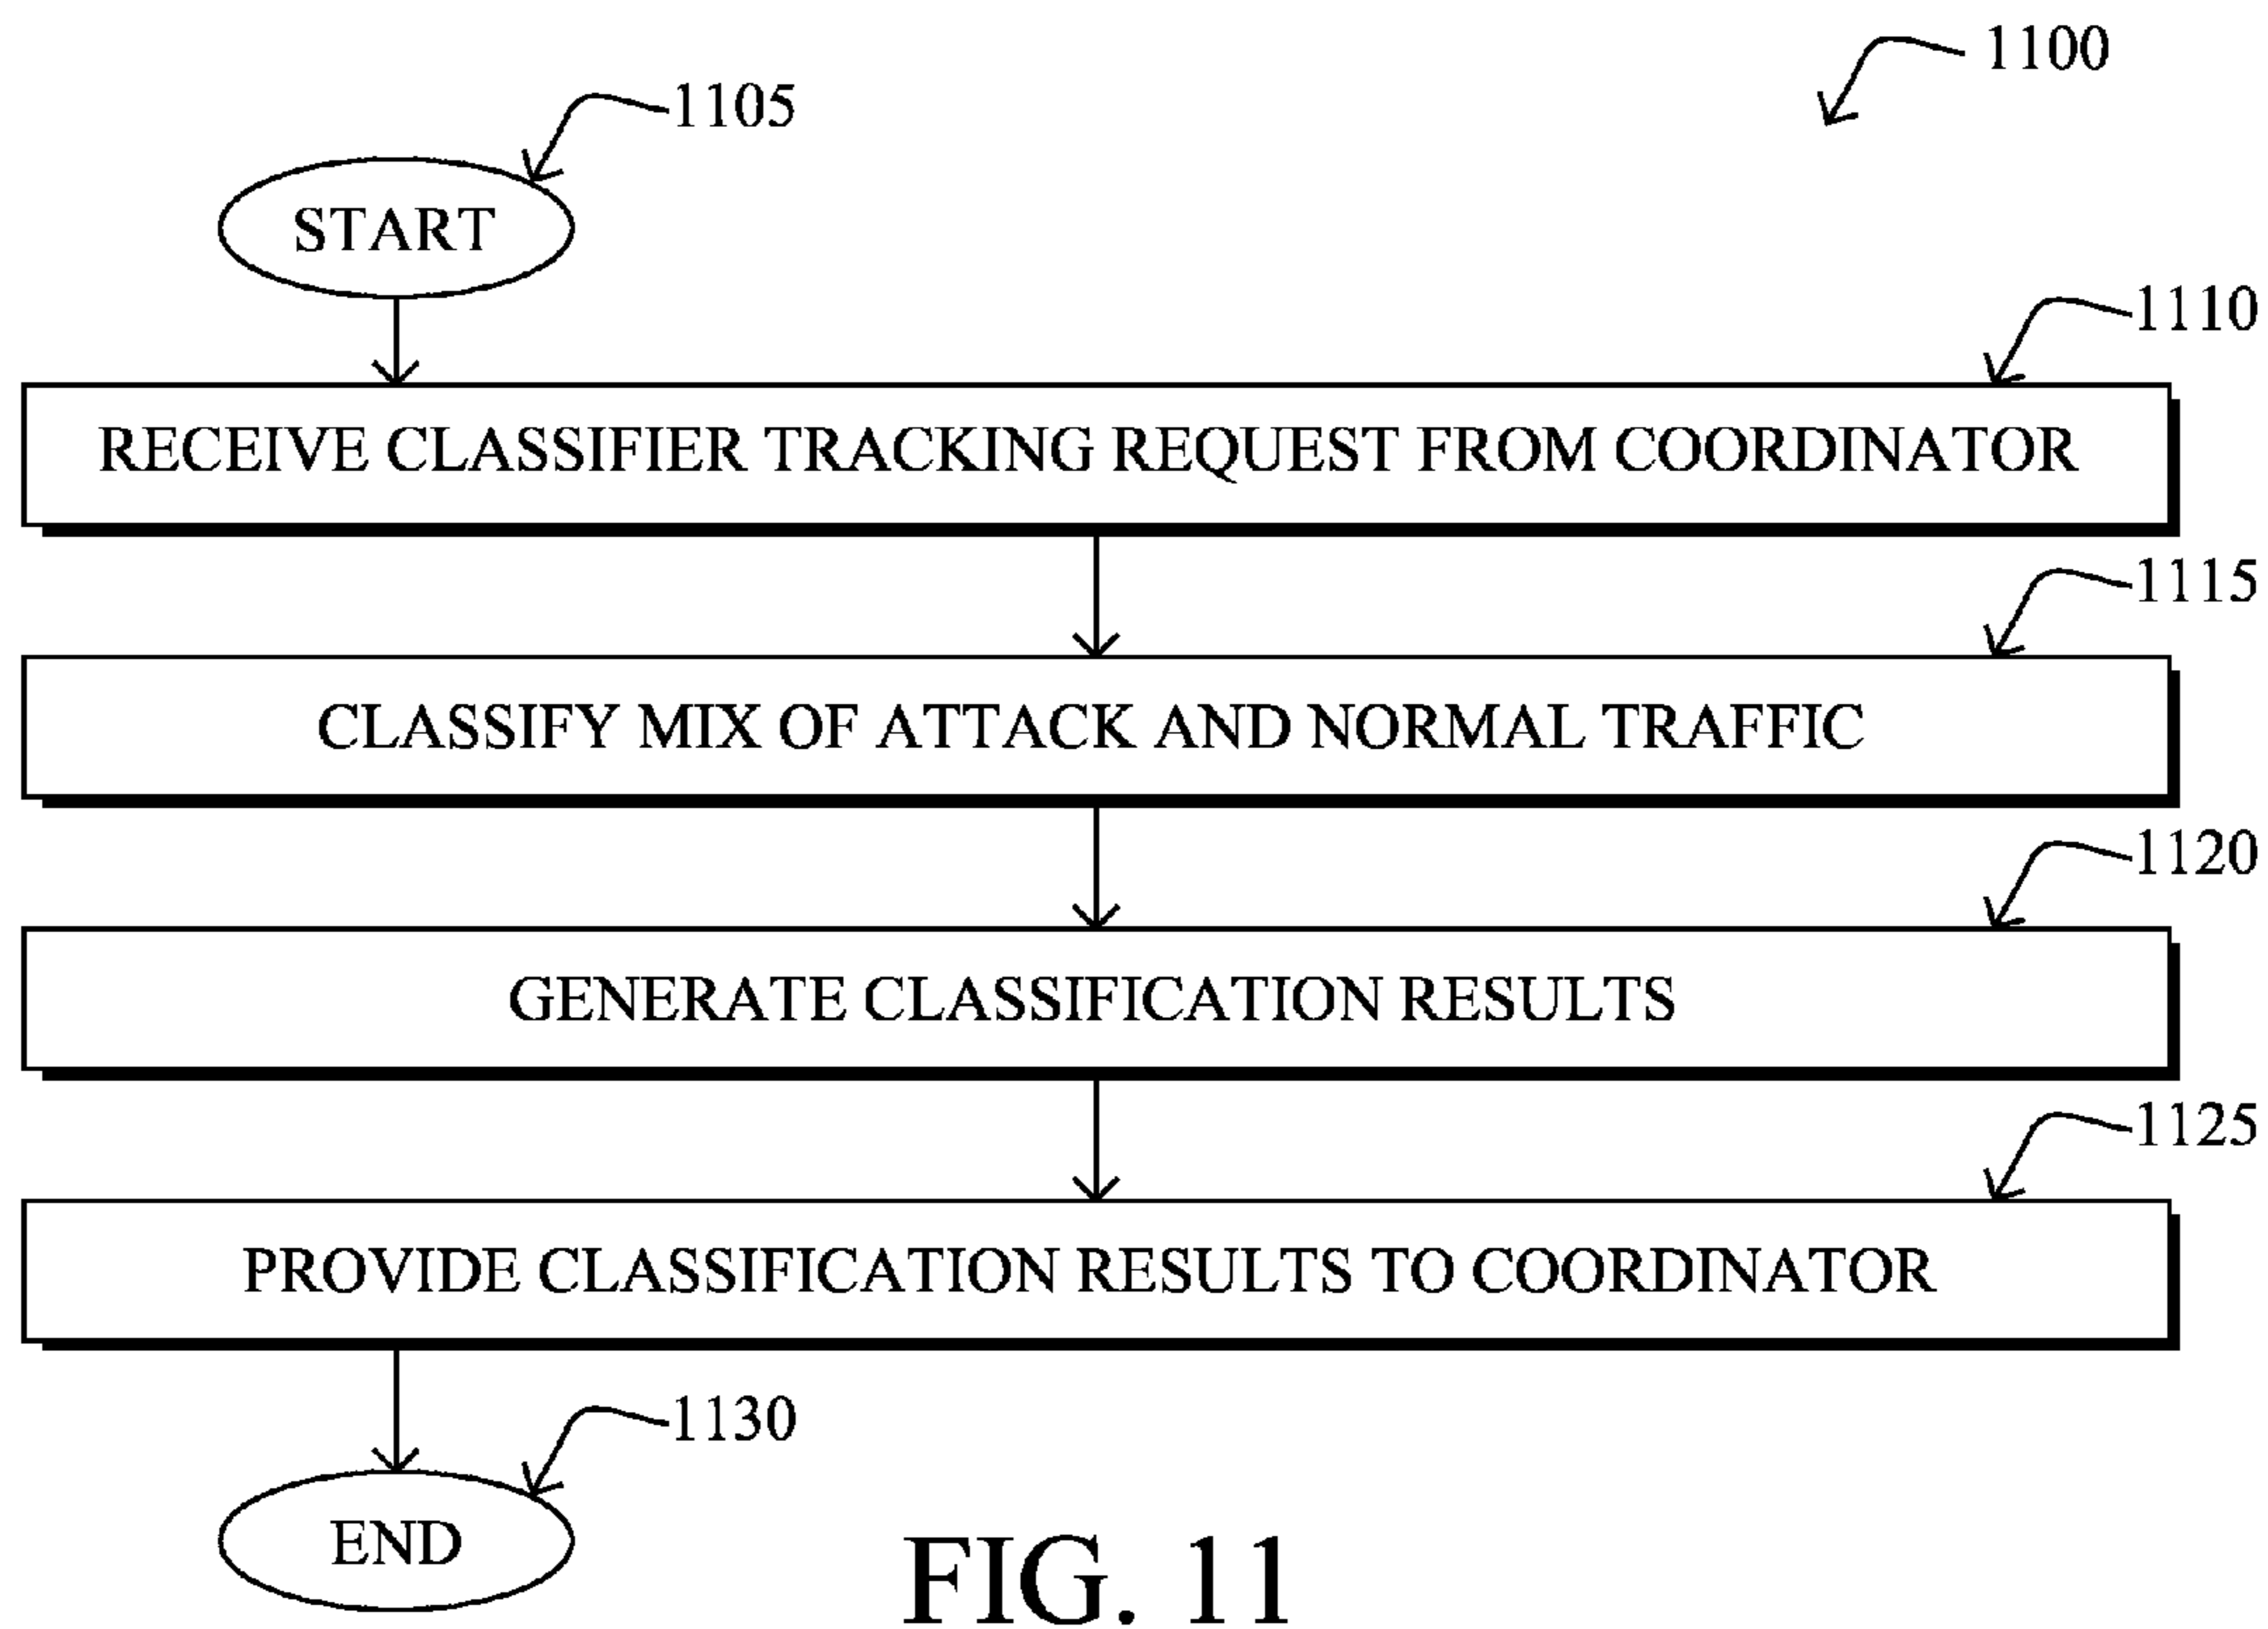 1100
1105
START
1110
RECEIVE CLASSIFIER TRACKING REQUEST FROM COORDINATOR
1115
CLASSIFY MIX OF ATTACK AND NORMAL TRAFFIC
1120
GENERATE CLASSIFICATION RESULTS
1125
PROVIDE CLASSIFICATION RESULTS TO COORDINATOR
1130
END
FIG. 11